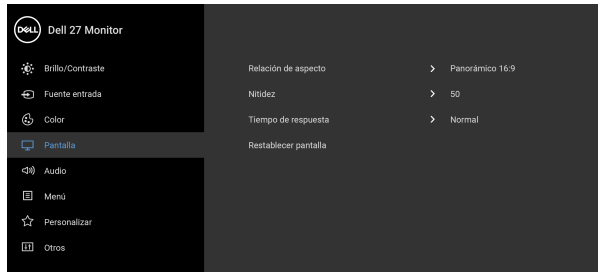 DELL Dell 27 Monitor
Brillo/Contraste
Fuente entrada
Color
Pantalla
Audio
Menú
Personalizar
Otros
Relación de aspecto > Panorámico 16:9
Nitidez > 50
Tiempo de respuesta > Normal
Restablecer pantalla